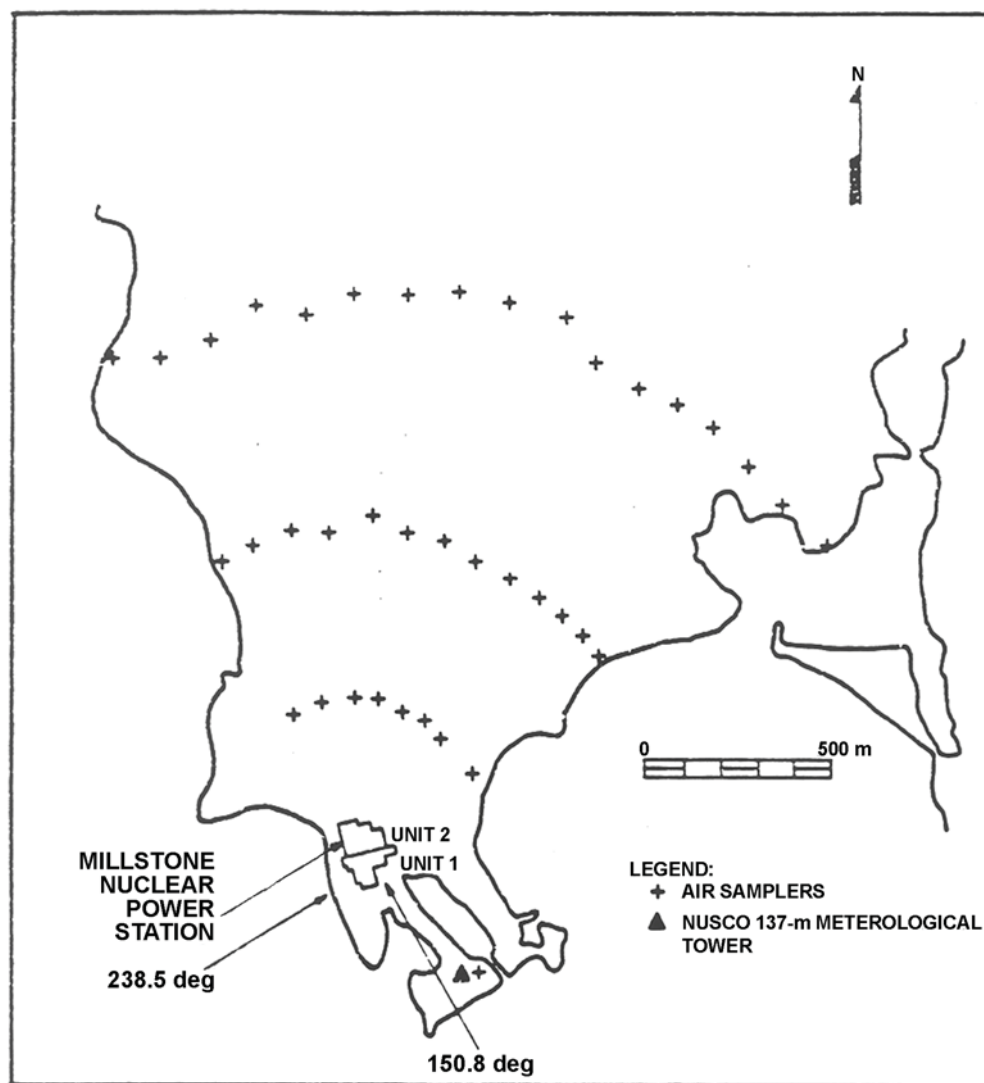 N
0 500 m
UNIT 2
UNIT 1
MILLSTONE
NUCLEAR
POWER
STATION
238.5 deg
150.8 deg
LEGEND:
AIR SAMPLERS
NUSCO 137-m METEROLOGICAL
TOWER